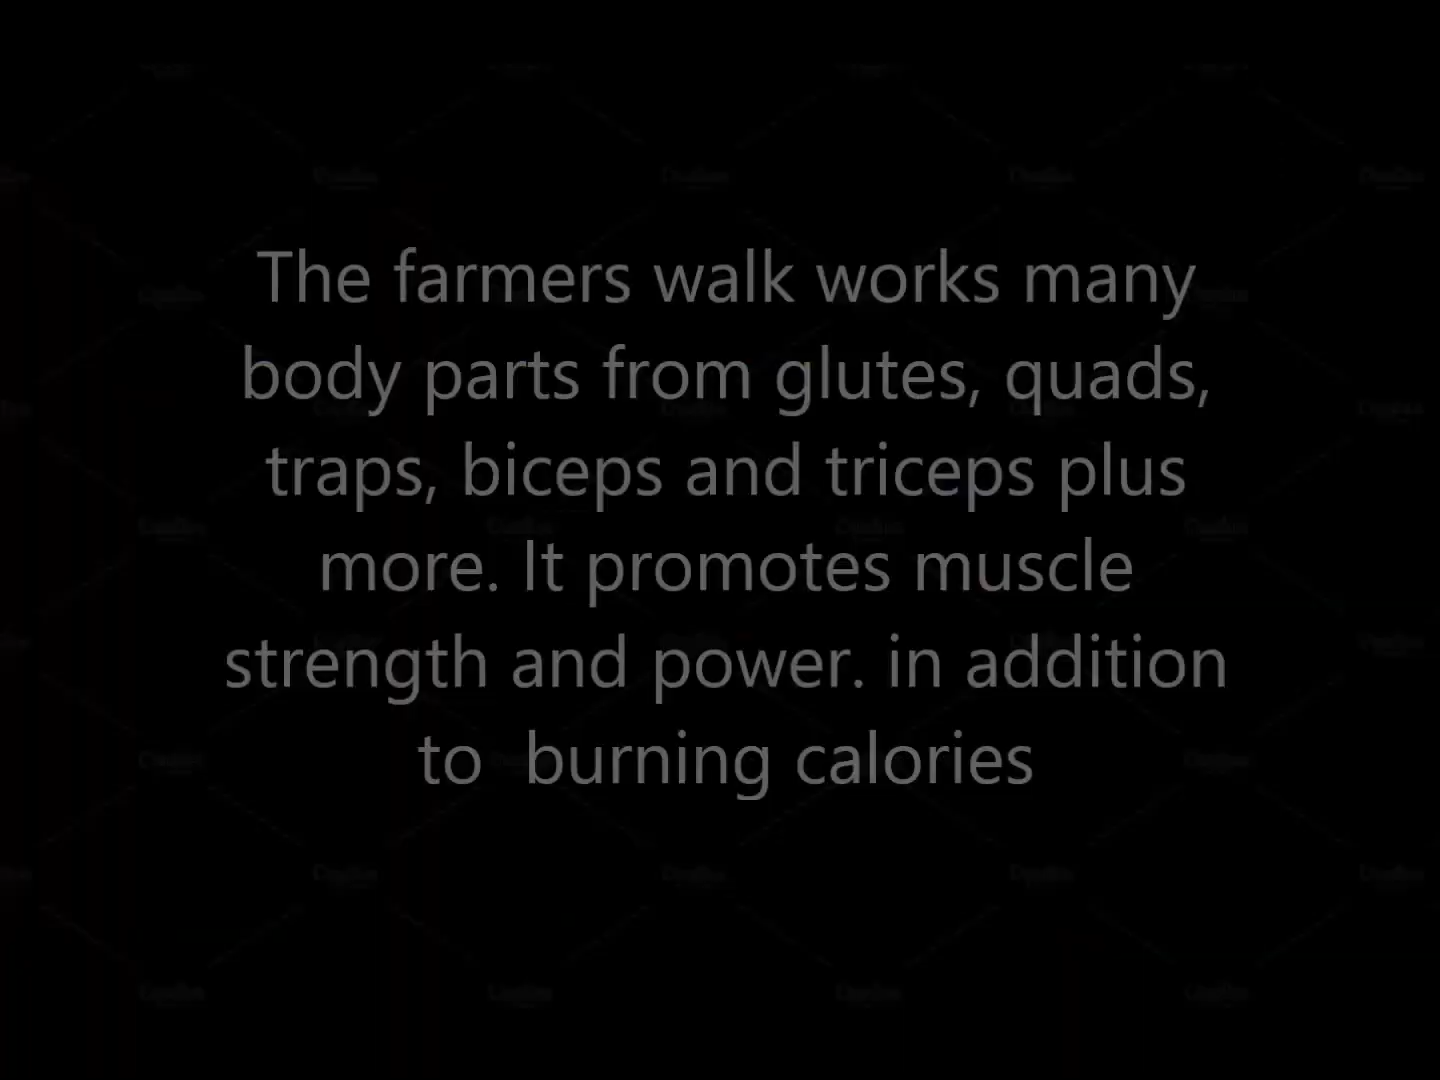 The farmers walk works many
body parts from glutes, quads,
traps, biceps and triceps plus
more. It promotes muscle
strength and power. in addition
to  burning calories